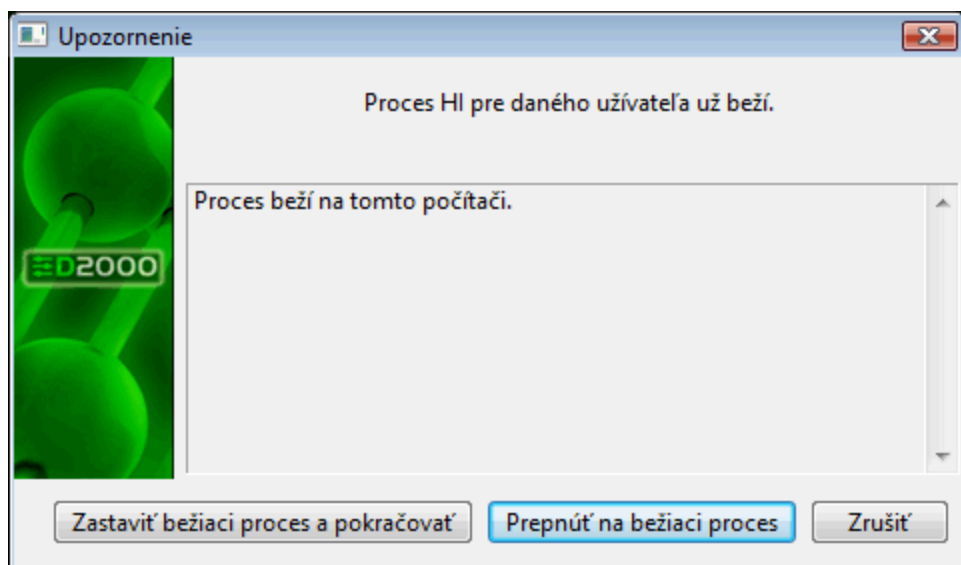 Upozornenie
Proces HI pre daného užívateľa už beží.
Proces beží na tomto počítači.
D2000
Zastaviť bežiaci proces a pokračovať
Prepnúť na bežiaci proces
Zrušiť